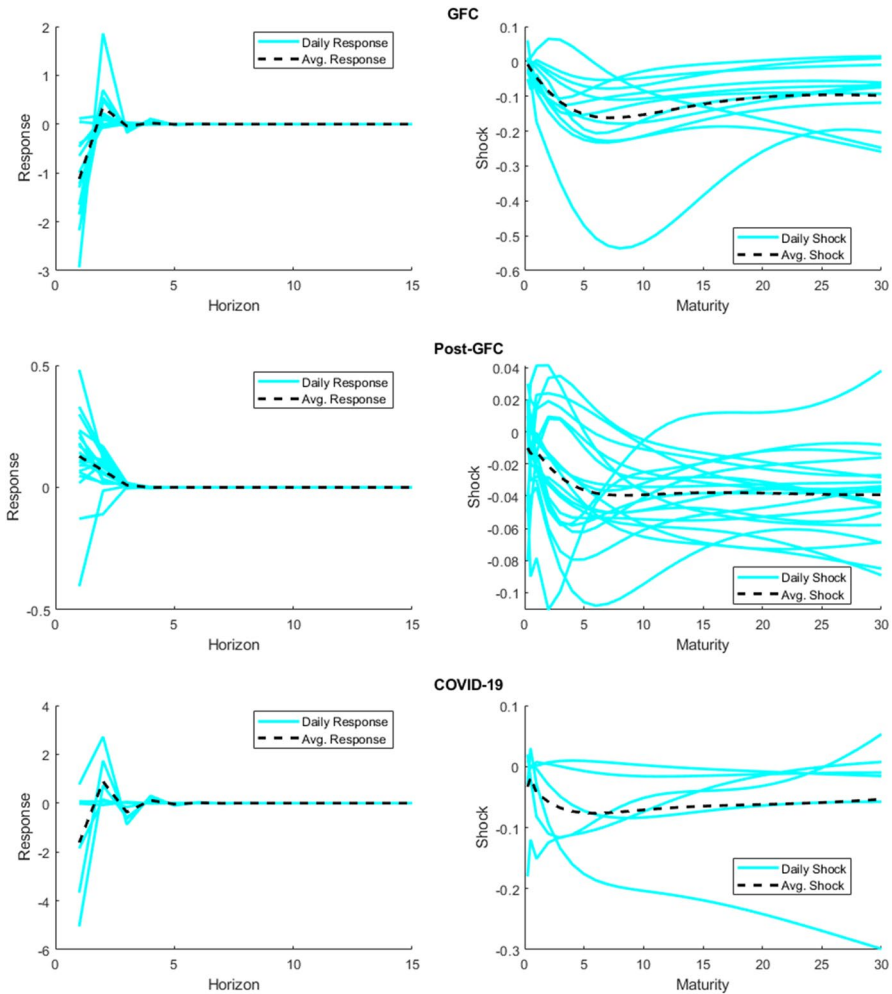 GFC
2
1
0
-1
-2
-3
Response
0
5
10
15
Horizon
Daily Response
Avg. Response
0.1
0
-0.1
-0.2
-0.3
-0.4
-0.5
-0.6
Shock
0
5
10
15
20
25
30
Maturity
Daily Shock
Avg. Shock
Post-GFC
0.5
0
-0.5
Response
0
5
10
15
Horizon
Daily Response
Avg. Response
0.04
0.02
0
-0.02
-0.04
-0.06
-0.08
-0.1
Shock
0
5
10
15
20
25
30
Maturity
Daily Shock
Avg. Shock
COVID-19
4
2
0
-2
-4
-6
Response
0
5
10
15
Horizon
Daily Response
Avg. Response
0.1
0
-0.1
-0.2
-0.3
Shock
0
5
10
15
20
25
30
Maturity
Daily Shock
Avg. Shock